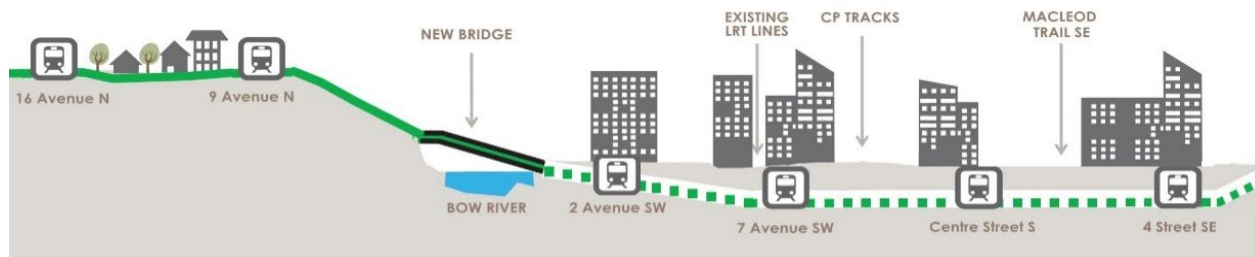 EXISTING
LRT LINES
CP TRACKS
MACLEOD
TRAIL SE
NEW BRIDGE
16 Avenue N
9 Avenue N
BOW RIVER
2 Avenue SW
7 Avenue SW
Centre Street S
4 Street SE